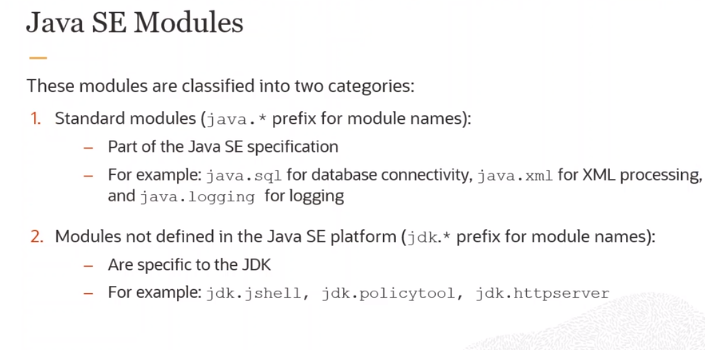 Java SE Modules
These modules are classified into two categories:
1. Standard modules (java.* prefix for module names):
– Part of the Java SE specification
– For example: java.sql for database connectivity, java.xml for XML processing,
and java.logging for logging
2. Modules not defined in the Java SE platform (jdk.* prefix for module names):
– Are specific to the JDK
– For example: jdk.jshell, jdk.policytool, jdk.httpserver